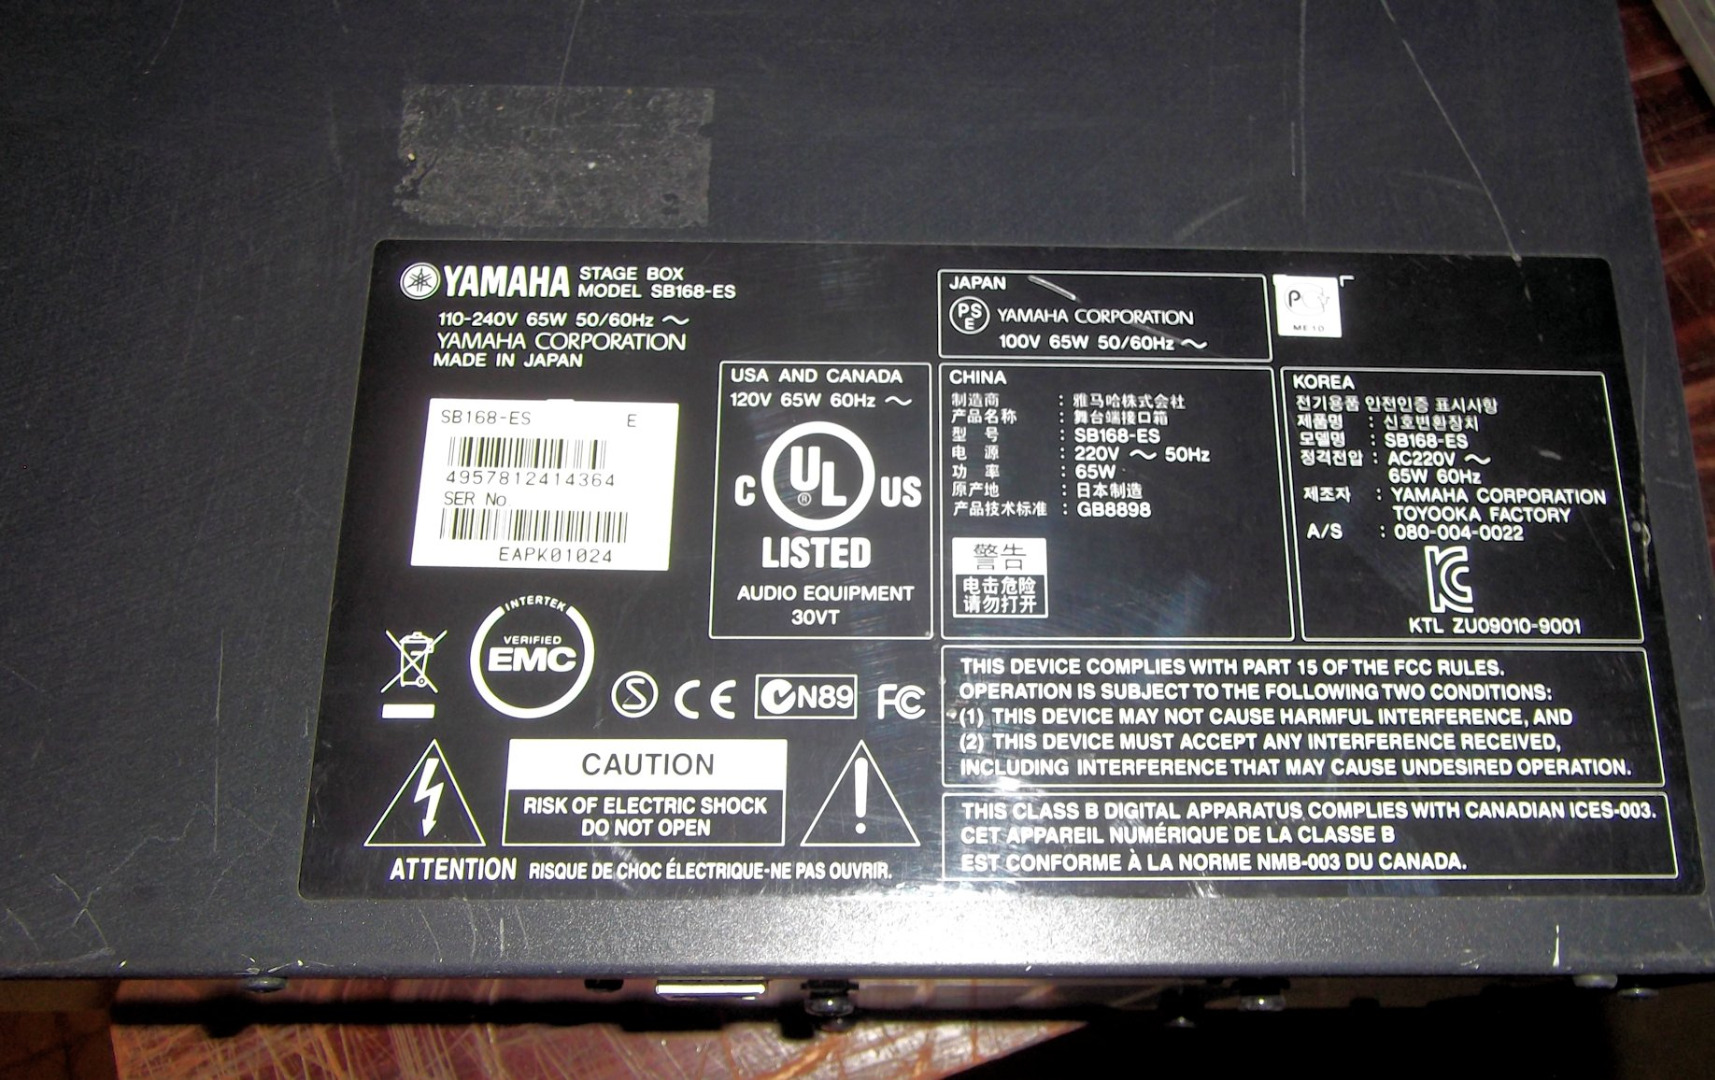 YAMAHA STAGE BOX
MODEL SB168-ES
110-240V 65W 50/60Hz ~
YAMAHA CORPORATION
MADE IN JAPAN
SB168-ES E
4957812414364
SER No
EAPK01024
USA AND CANADA
120V 65W 60Hz ~
C UL US
®
LISTED
AUDIO EQUIPMENT
30VT
JAPAN
PS
E
YAMAHA CORPORATION
100V 65W 50/60Hz ~
ME10
CHINA
制造商 : 雅马哈株式会社
产品名称 : 舞台端接口箱
型 号 : SB168-ES
电 源 : 220V ~ 50Hz
功 率 : 65W
原产地 : 日本制造
产品技术标准 : GB8898
警告
电击危险
请勿打开
KOREA
전기용품 안전인증 표시사항
제품명 : 신호변환장치
모델명 : SB168-ES
정격전압 : AC220V ~
65W 60Hz
제조자 : YAMAHA CORPORATION
TOYOOKA FACTORY
A/S : 080-004-0022
KC
KTL ZU09010-9001
INTERTEK
VERIFIED
EMC
S CE N89 FC
CAUTION
RISK OF ELECTRIC SHOCK
DO NOT OPEN
ATTENTION RISQUE DE CHOC ÉLECTRIQUE-NE PAS OUVRIR.
THIS DEVICE COMPLIES WITH PART 15 OF THE FCC RULES.
OPERATION IS SUBJECT TO THE FOLLOWING TWO CONDITIONS:
(1) THIS DEVICE MAY NOT CAUSE HARMFUL INTERFERENCE, AND
(2) THIS DEVICE MUST ACCEPT ANY INTERFERENCE RECEIVED,
INCLUDING INTERFERENCE THAT MAY CAUSE UNDESIRED OPERATION.
THIS CLASS B DIGITAL APPARATUS COMPLIES WITH CANADIAN ICES-003.
CET APPAREIL NUMÉRIQUE DE LA CLASSE B
EST CONFORME À LA NORME NMB-003 DU CANADA.